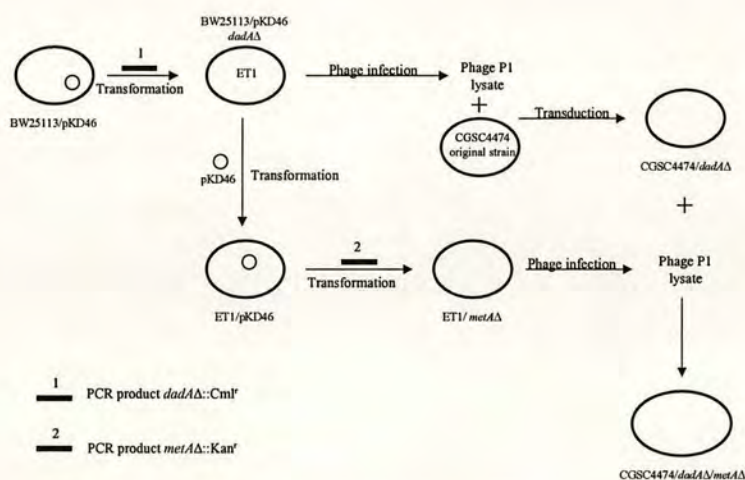 BW25113/pKD46
dadAΔ
1
ET1
Phage infection
Phage P1
lysate
+
Transformation
BW25113/pKD46
CGSC4474
original strain
Transduction
CGSC4474/dadAΔ
pKD46
Transformation
+
2
Phage infection
Phage P1
lysate
Transformation
ET1/pKD46
ET1/metAΔ
1
PCR product dadAΔ::Cmlʳ
2
PCR product metAΔ::Kanʳ
CGSC4474/dadAΔ/metAΔ